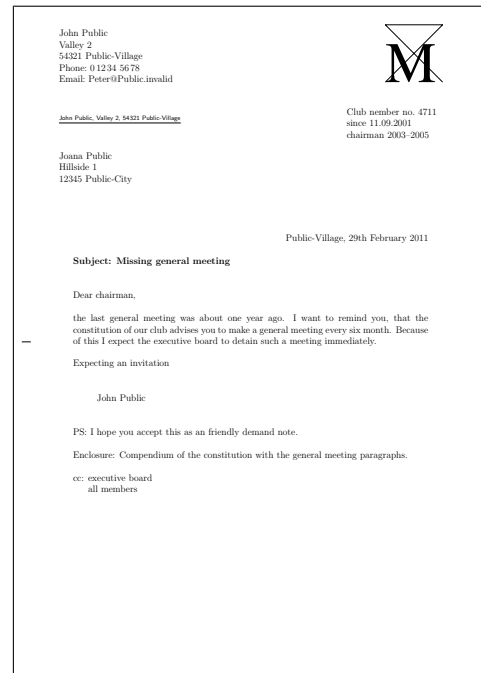 John Public
Valley 2
54321 Public-Village
Phone: 0 12 34 56 78
Email: Peter@Public.invalid
M
John Public, Valley 2, 54321 Public-Village
Club nember no. 4711
since 11.09.2001
chairman 2003–2005
Joana Public
Hillside 1
12345 Public-City
Public-Village, 29th February 2011
Subject: Missing general meeting
Dear chairman,
the last general meeting was about one year ago. I want to remind you, that the
constitution of our club advises you to make a general meeting every six month. Because
of this I expect the executive board to detain such a meeting immediately.
Expecting an invitation
John Public
PS: I hope you accept this as an friendly demand note.
Enclosure: Compendium of the constitution with the general meeting paragraphs.
cc: executive board
all members